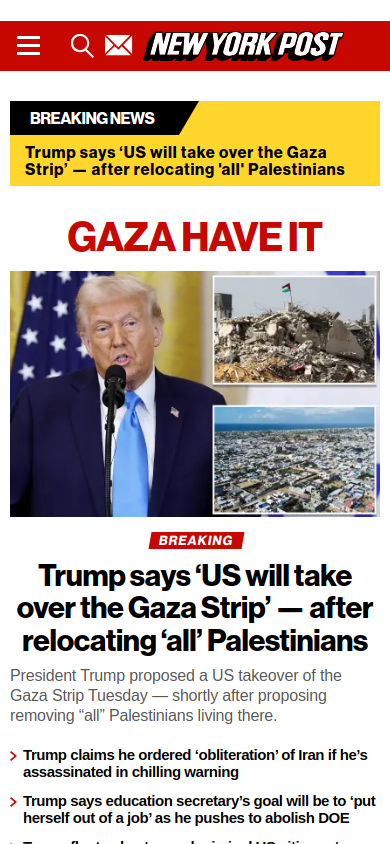 NEW YORK POST
BREAKING NEWS
Trump says ‘US will take over the Gaza
Strip’ — after relocating 'all' Palestinians
GAZA HAVE IT
BREAKING
Trump says ‘US will take
over the Gaza Strip’ — after
relocating ‘all’ Palestinians
President Trump proposed a US takeover of the
Gaza Strip Tuesday — shortly after proposing
removing “all” Palestinians living there.
Trump claims he ordered ‘obliteration’ of Iran if he’s
assassinated in chilling warning
Trump says education secretary’s goal will be to ‘put
herself out of a job’ as he pushes to abolish DOE